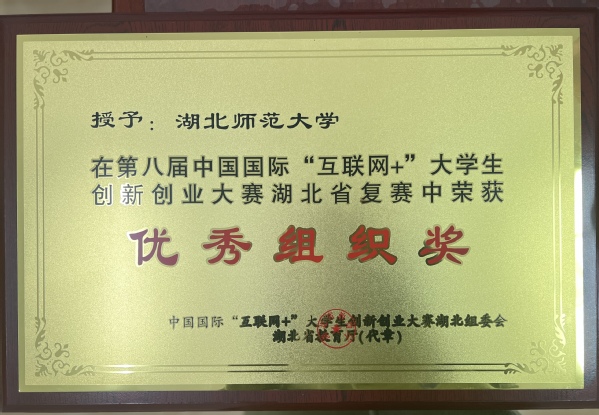 授予：湖北师范大学
在第八届中国国际“互联网+”大学生
创新创业大赛湖北省复赛中荣获
优秀组织奖
中国国际“互联网+”大学生创新创业大赛湖北组委会
湖北省教育厅(代章)